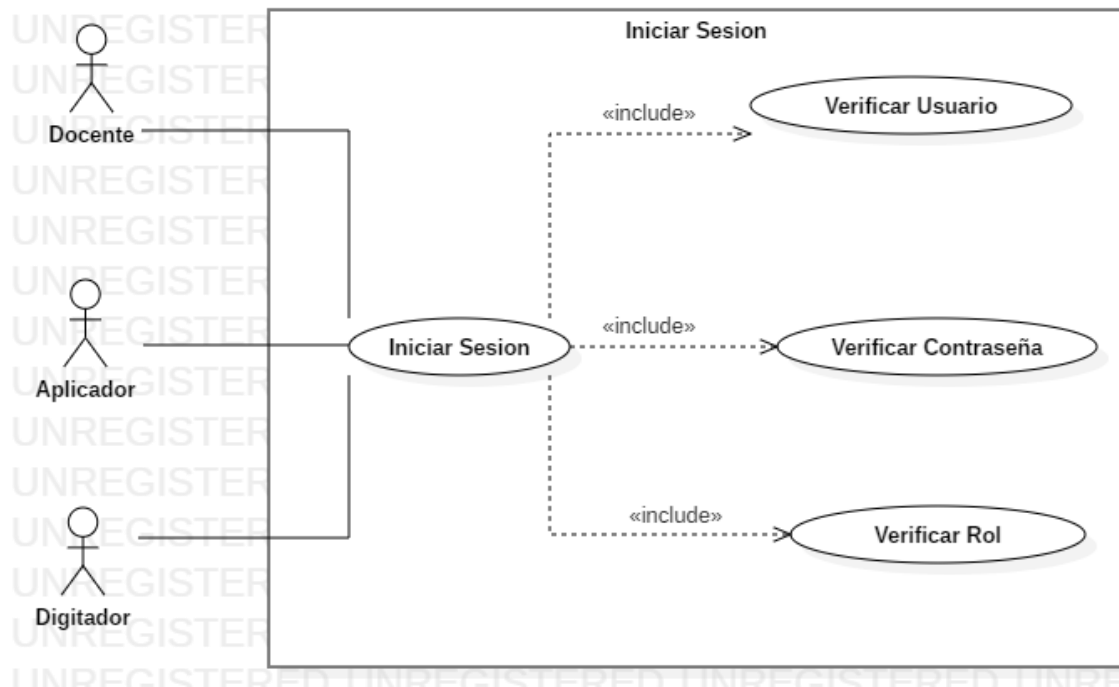 Iniciar Sesion
Docente
«include»
Verificar Usuario
Aplicador
Iniciar Sesion
«include»
Verificar Contraseña
Digitador
«include»
Verificar Rol
UNREGISTERED UNREGISTERED UNREGISTERED